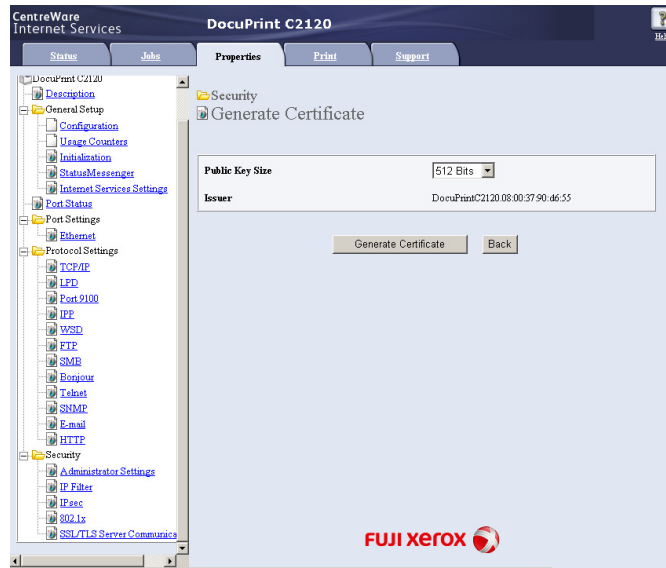 CentreWare
Internet Services
DocuPrint C2120
Status
Jobs
Properties
Print
Support
DocuPrint C2120
Description
General Setup
Configuration
Usage Counters
Initialization
StatusMessenger
Internet Services Settings
Port Status
Port Settings
Ethernet
Protocol Settings
TCP/IP
LPD
Port 9100
IPP
WSD
FTP
SMB
Bonjour
Telnet
SNMP
E-mail
HTTP
Security
Administrator Settings
IP Filter
IPsec
802.1x
SSL/TLS Server Communica
Security
Generate Certificate
Public Key Size
512 Bits
Issuer
DocuPrintC2120.08:00:37:90:d6:55
Generate Certificate
Back
FUJI xerox